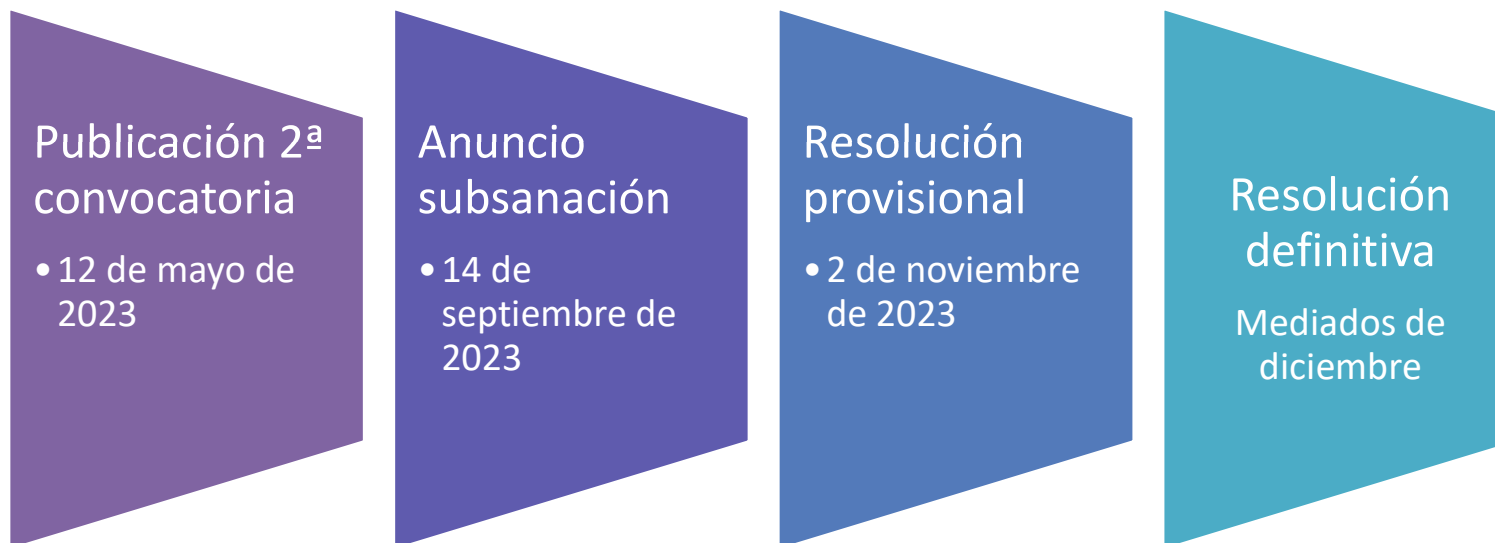 Publicación 2ª
convocatoria
• 12 de mayo de
2023
Anuncio
subsanación
• 14 de
septiembre de
2023
Resolución
provisional
• 2 de noviembre
de 2023
Resolución
definitiva
Mediados de
diciembre